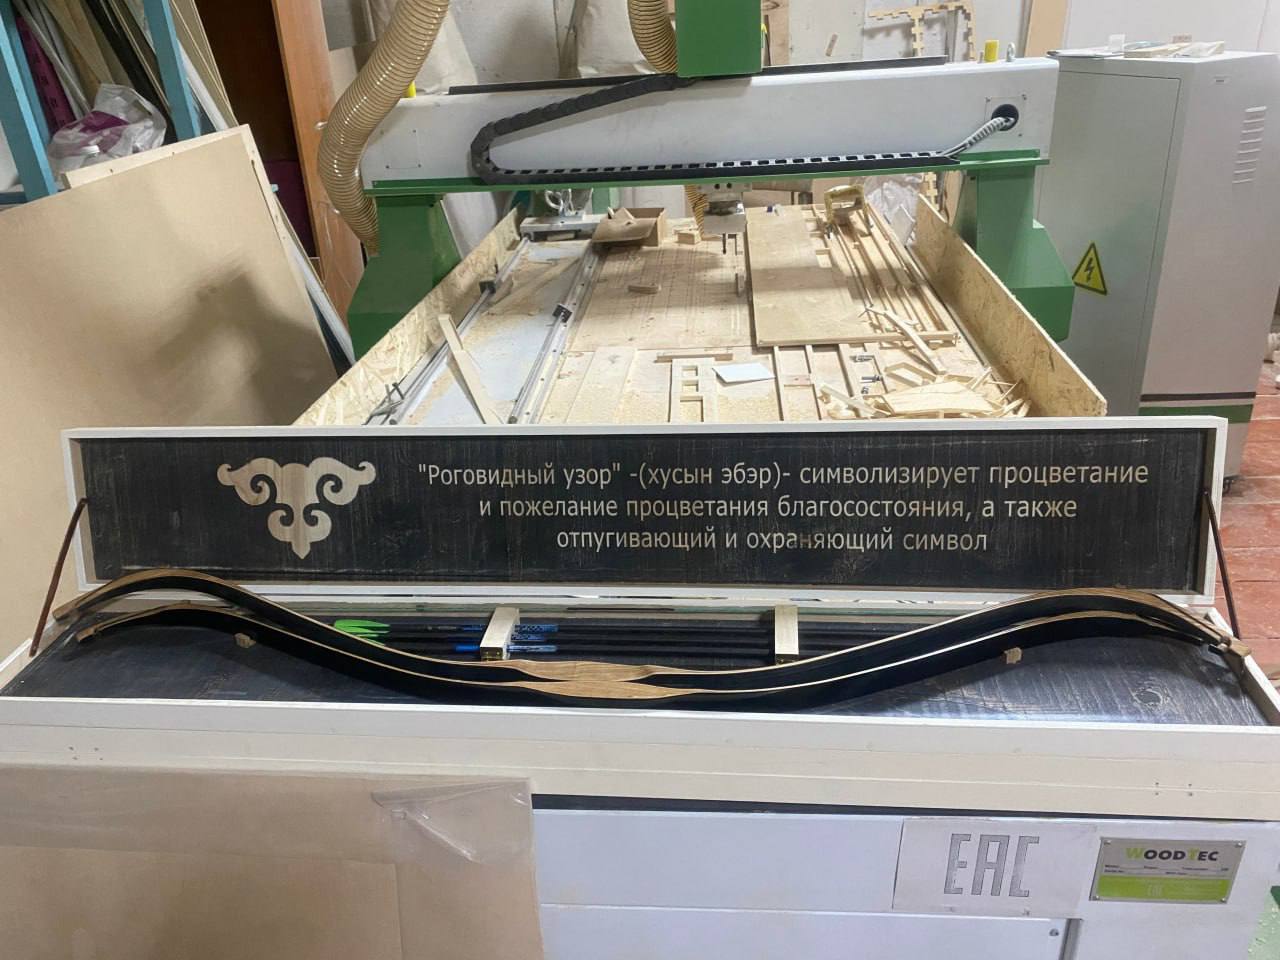 "Роговидный узор" -(хусын эбэр)- символизирует процветание
и пожелание процветания благосостояния, а также
отпугивающий и охраняющий символ
EAC
WOODTEC